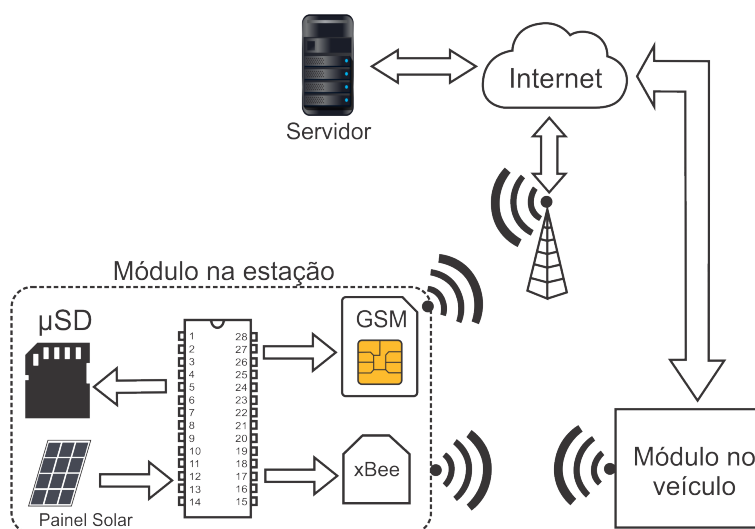 Internet
Servidor
Módulo na estação
µSD
GSM
1 28
2 27
3 26
4 25
5 24
6 23
7 22
8 21
9 20
10 19
11 18
12 17
13 16
14 15
xBee
Painel Solar
Módulo no
veículo